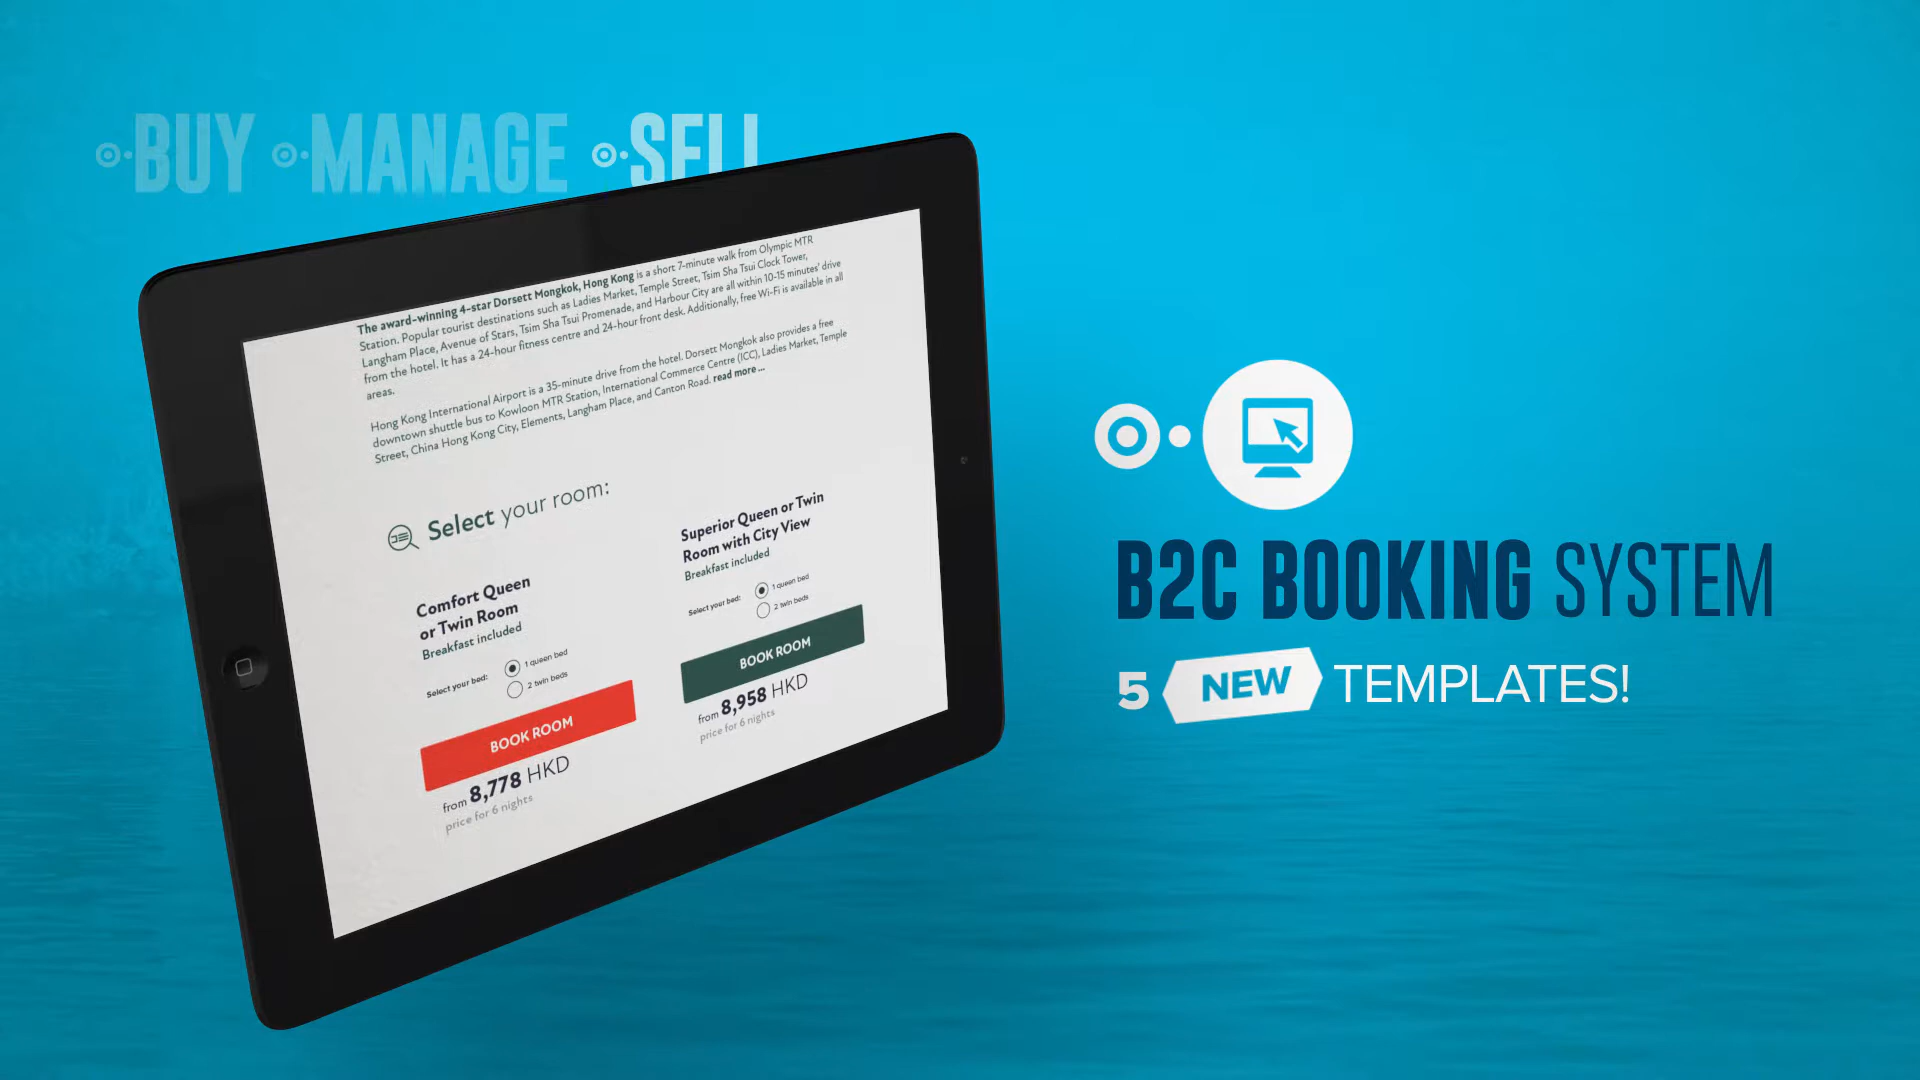 BUY MANAGE SELL
The award-winning 4-star Dorsett Mongkok, Hong Kong is a short 7-minute walk from Olympic MTR
Station. Popular tourist destinations such as Ladies Market, Temple Street, Tsim Sha Tsui Clock Tower,
Langham Place, Avenue of Stars, Tsim Sha Tsui Promenade, and Harbour City are all within 10-15 minutes' drive
from the hotel. It has a 24-hour fitness centre and 24-hour front desk. Additionally, free Wi-Fi is available in all
areas.
Hong Kong International Airport is a 35-minute drive from the hotel. Dorsett Mongkok also provides a free
downtown shuttle bus to Kowloon MTR Station, International Commerce Centre (ICC), Ladies Market, Temple
Street, China Hong Kong City, Elements, Langham Place, and Canton Road. read more ...
Select your room:
Comfort Queen
or Twin Room
Breakfast included
Select your bed:
1 queen bed
2 twin beds
BOOK ROOM
from 8,778 HKD
price for 6 nights
Superior Queen or Twin
Room with City View
Breakfast included
Select your bed:
1 queen bed
2 twin beds
BOOK ROOM
from 8,958 HKD
price for 6 nights
B2C BOOKING SYSTEM
5 NEW TEMPLATES!